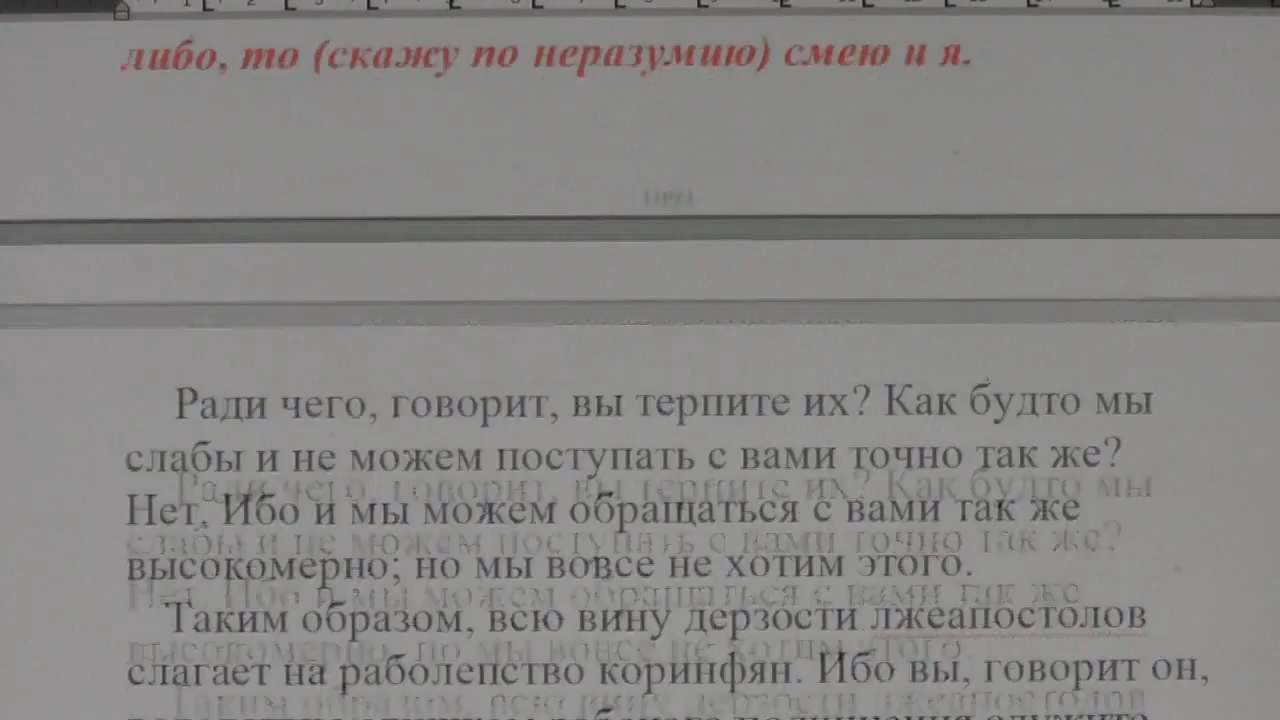 либо, то (скажу по неразумию) смею и я.
Ради чего, говорит, вы терпите их? Как будто мы
слабы и не можем поступать с вами точно так же?
Нет. Ибо и мы можем обращаться с вами так же
высокомерно; но мы вовсе не хотим этого.
Таким образом, всю вину дерзости лжеапостолов
слагает на раболепство коринфян. Ибо вы, говорит он,